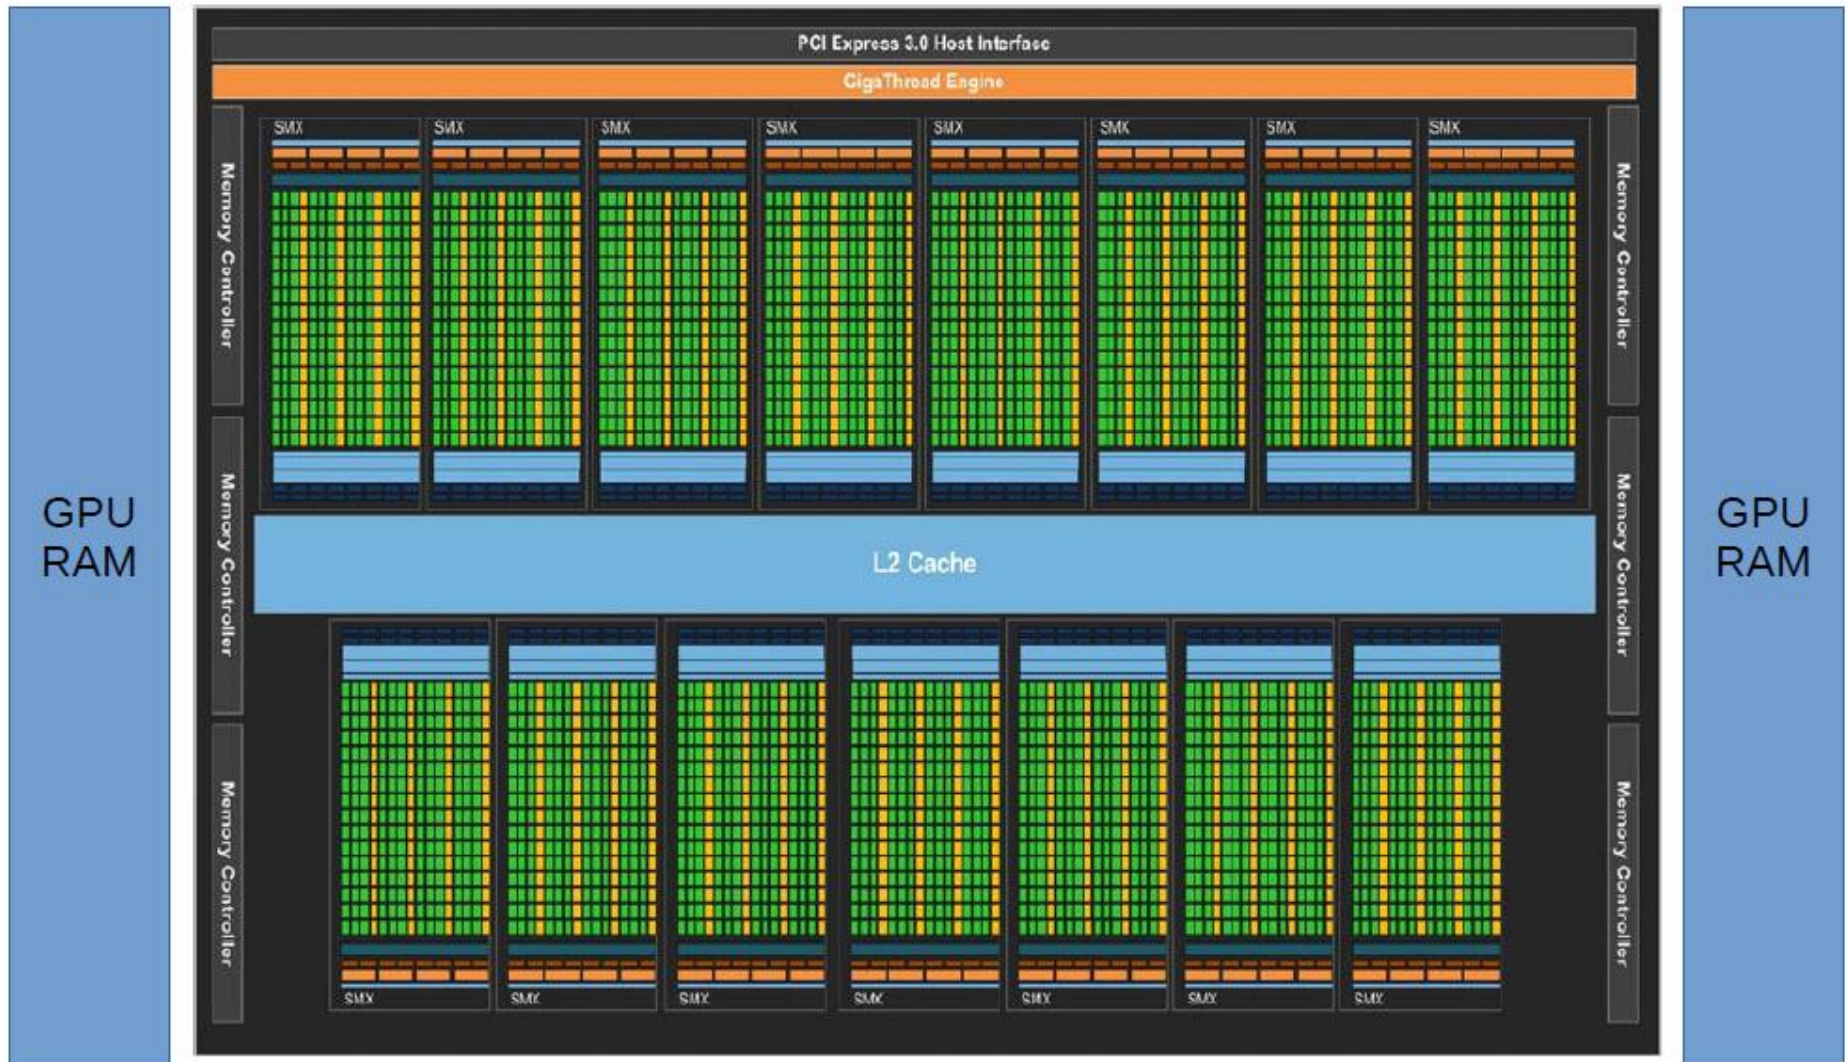 PCI Express 3.0 Host Interface
GigaThread Engine
SMX SMX SMX SMX SMX SMX SMX SMX
Memory Controller
Memory Controller
Memory Controller
Memory Controller
GPU
RAM
L2 Cache
GPU
RAM
Memory Controller
Memory Controller
SMX SMX SMX SMX SMX SMX SMX